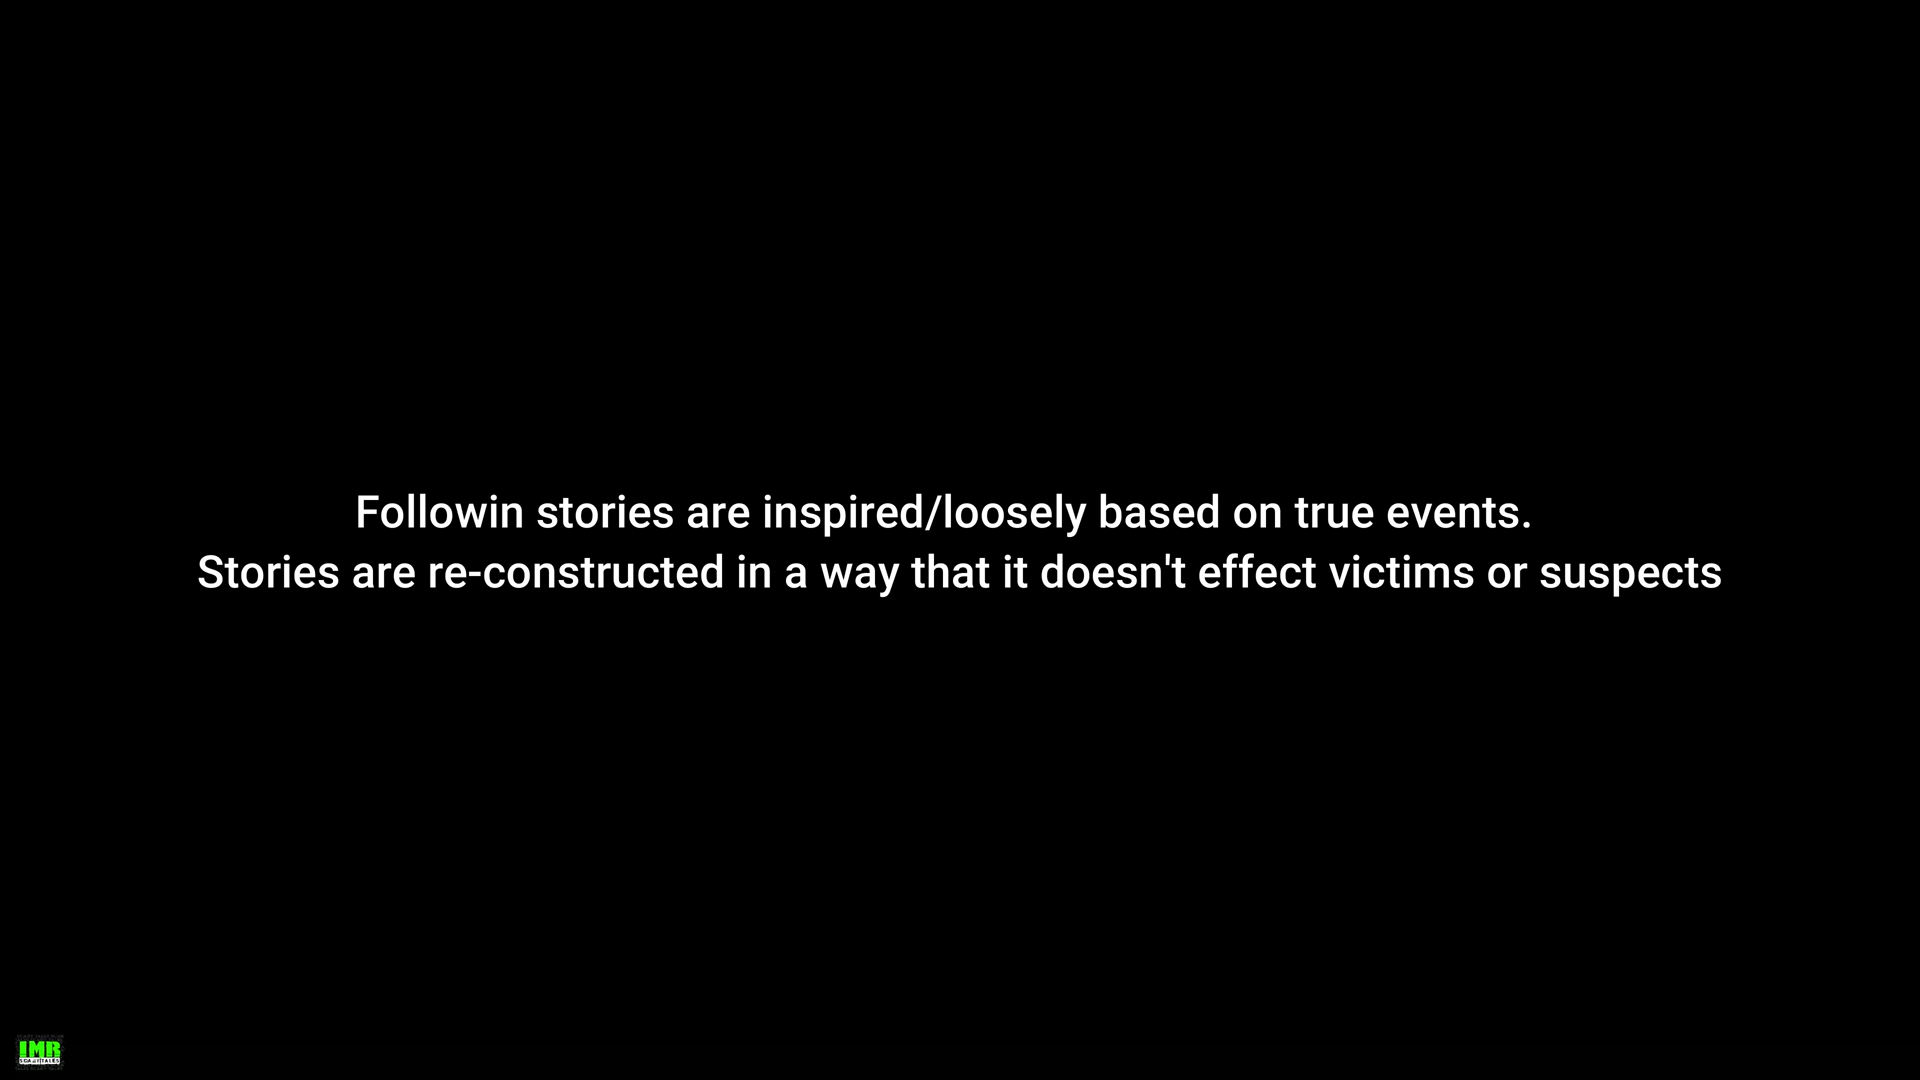 Followin stories are inspired/loosely based on true events.
Stories are re-constructed in a way that it doesn't effect victims or suspects
IMR